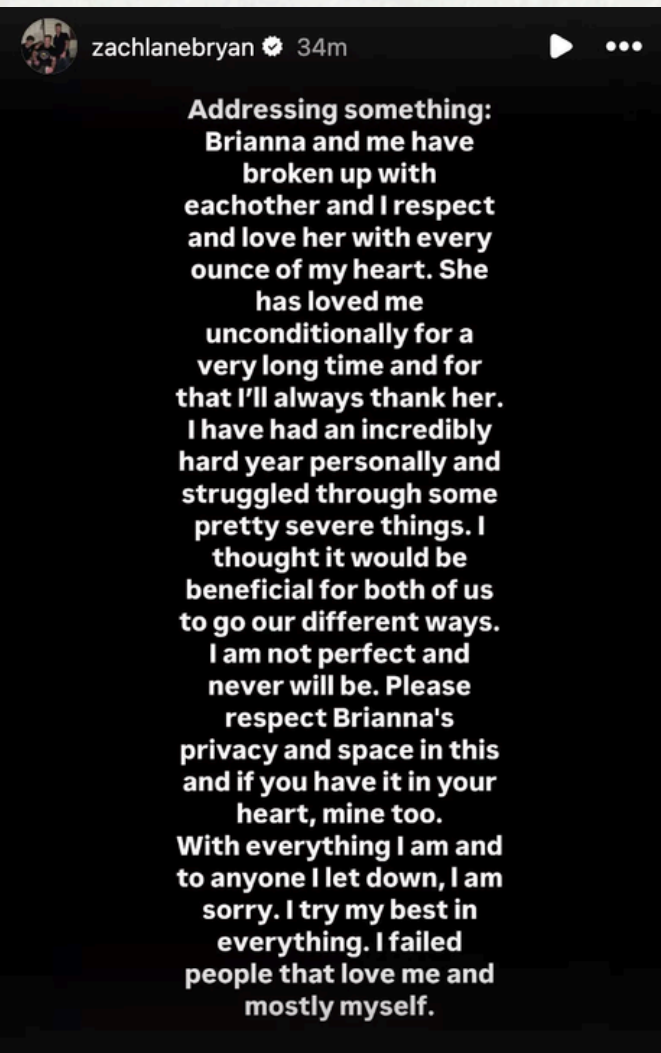 zachlanebryan 34m
Addressing something:
Brianna and me have
broken up with
eachother and I respect
and love her with every
ounce of my heart. She
has loved me
unconditionally for a
very long time and for
that I’ll always thank her.
I have had an incredibly
hard year personally and
struggled through some
pretty severe things. I
thought it would be
beneficial for both of us
to go our different ways.
I am not perfect and
never will be. Please
respect Brianna's
privacy and space in this
and if you have it in your
heart, mine too.
With everything I am and
to anyone I let down, I am
sorry. I try my best in
everything. I failed
people that love me and
mostly myself.